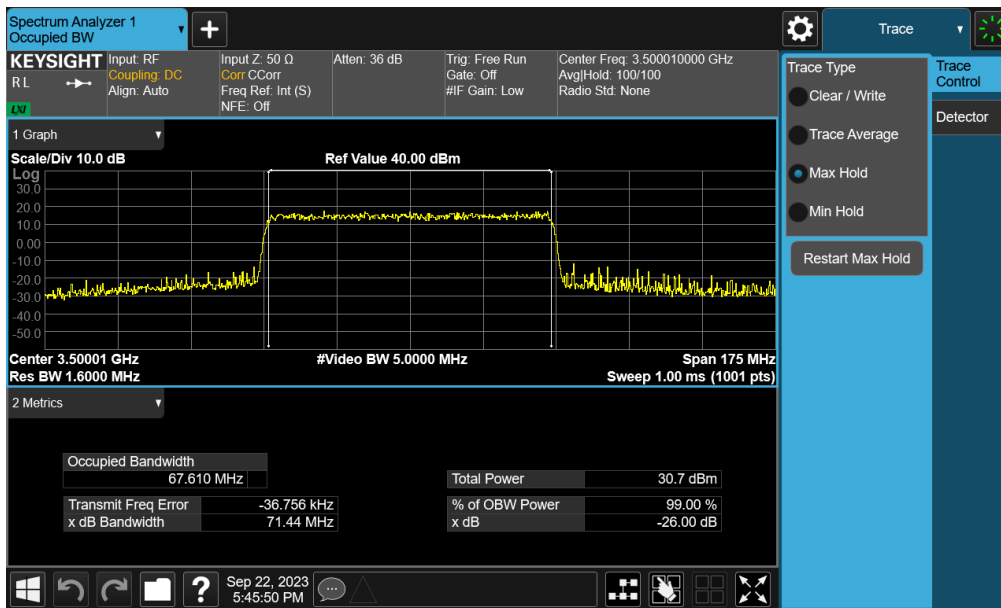 Spectrum Analyzer 1
Occupied BW
Trace
KEYSIGHT
R L
LXI
Input: RF
Coupling: DC
Align: Auto
Input Z: 50 Ω
Corr CCorr
Freq Ref: Int (S)
NFE: Off
Atten: 36 dB
Trig: Free Run
Gate: Off
#IF Gain: Low
Center Freq: 3.500010000 GHz
Avg|Hold: 100/100
Radio Std: None
Trace Type
Clear / Write
Trace Average
Max Hold
Min Hold
Restart Max Hold
Trace
Control
Detector
1 Graph
Scale/Div 10.0 dB
Ref Value 40.00 dBm
Log
30.0
20.0
10.0
0.00
-10.0
-20.0
-30.0
-40.0
-50.0
Center 3.50001 GHz
#Video BW 5.0000 MHz
Span 175 MHz
Res BW 1.6000 MHz
Sweep 1.00 ms (1001 pts)
2 Metrics
Occupied Bandwidth
67.610 MHz
Total Power 30.7 dBm
Transmit Freq Error -36.756 kHz
% of OBW Power 99.00 %
x dB Bandwidth 71.44 MHz
x dB -26.00 dB
?
Sep 22, 2023
5:45:50 PM